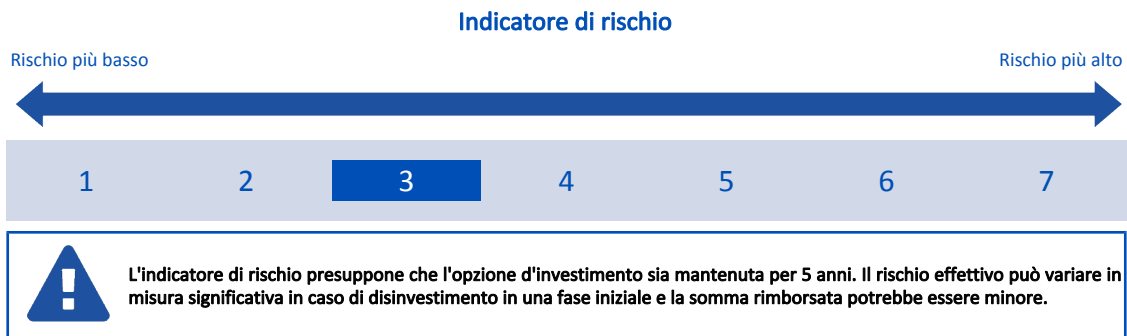 Indicatore di rischio
Rischio più basso
Rischio più alto
1 2 3 4 5 6 7
L'indicatore di rischio presuppone che l'opzione d'investimento sia mantenuta per 5 anni. Il rischio effettivo può variare in
misura significativa in caso di disinvestimento in una fase iniziale e la somma rimborsata potrebbe essere minore.